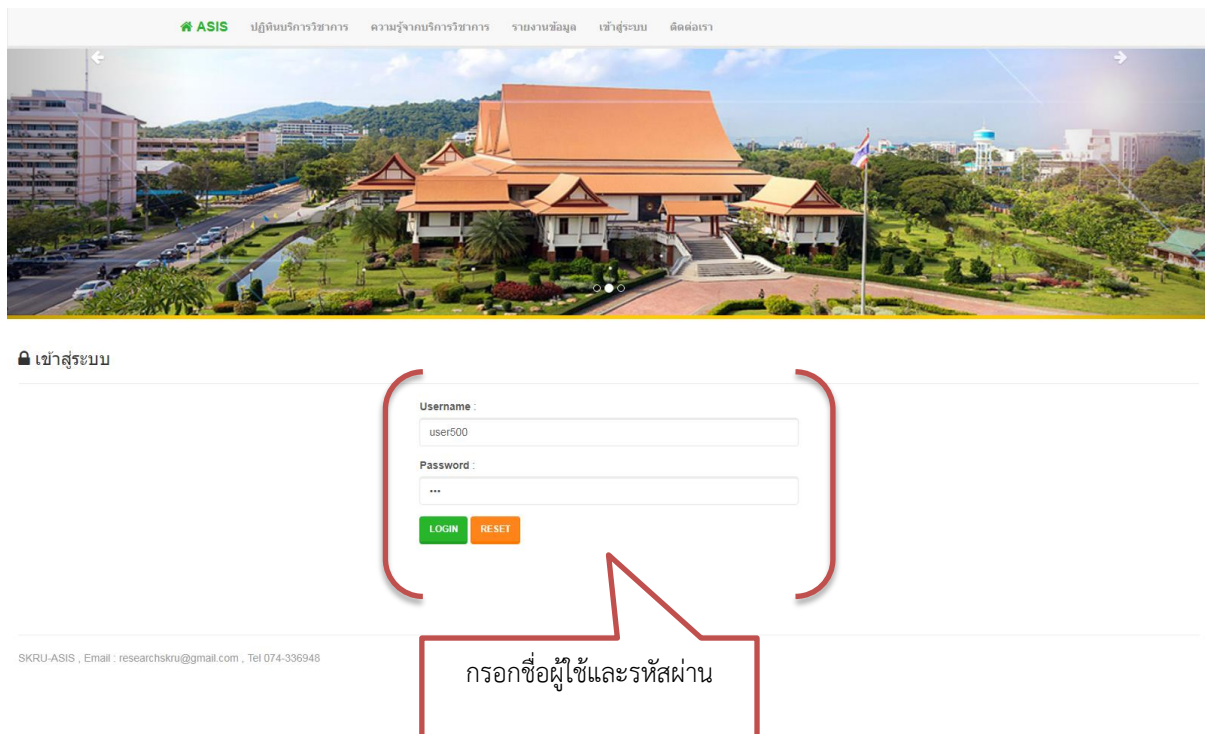 ASIS ปฏิทินบริการวิชาการ ความรู้จากบริการวิชาการ รายงานข้อมูล เข้าสู่ระบบ ติดต่อเรา
เข้าสู่ระบบ
Username :
user500
Password :
•••
LOGIN RESET
SKRU-ASIS , Email : researchskru@gmail.com , Tel 074-336948
กรอกชื่อผู้ใช้และรหัสผ่าน